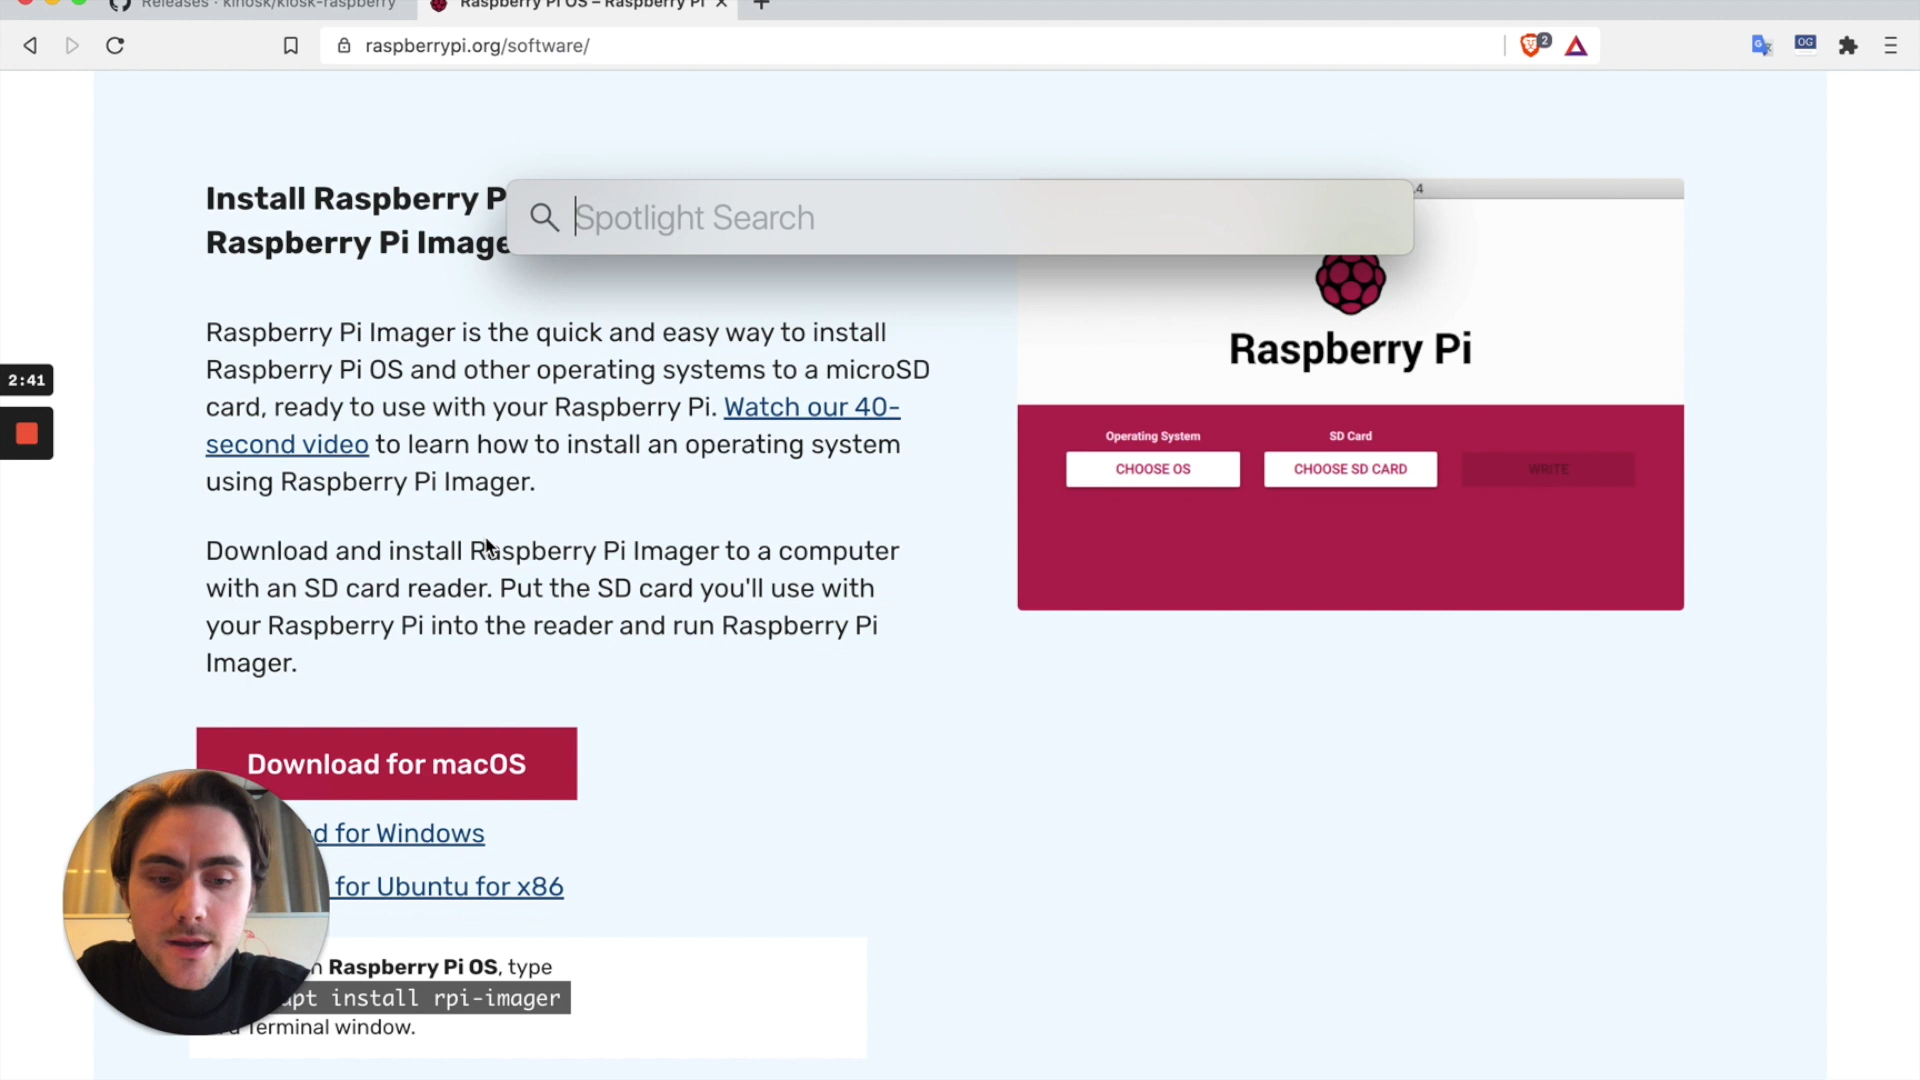 Releases · kinosk/kiosk-raspberry
Raspberry Pi OS – Raspberry Pi
raspberrypi.org/software/
2
OG
Install Raspberry P
Raspberry Pi Image
Spotlight Search
.4
Raspberry Pi Imager is the quick and easy way to install
Raspberry Pi OS and other operating systems to a microSD
card, ready to use with your Raspberry Pi. Watch our 40-
second video to learn how to install an operating system
using Raspberry Pi Imager.
Download and install Raspberry Pi Imager to a computer
with an SD card reader. Put the SD card you'll use with
your Raspberry Pi into the reader and run Raspberry Pi
Imager.
Raspberry Pi
Operating System
SD Card
CHOOSE OS
CHOOSE SD CARD
WRITE
2:41
Download for macOS
d for Windows
for Ubuntu for x86
Raspberry Pi OS, type
apt install rpi-imager
Terminal window.